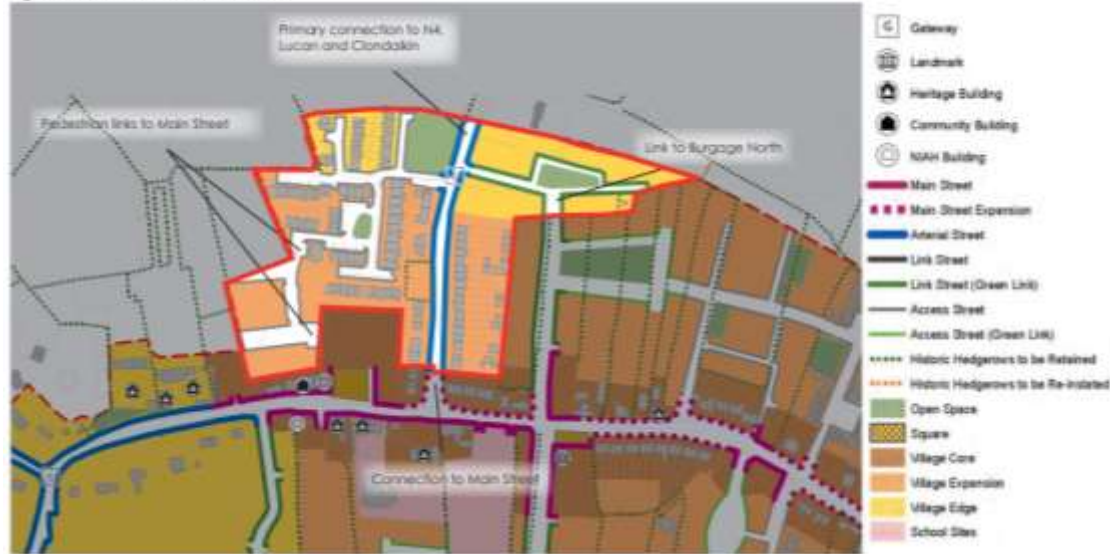 Primary connection to N4,
Lucan and Clondalkin
Pedestrian links to Main Street
Link to Burgage North
Connection to Main Street
G
Gateway
Landmark
Heritage Building
Community Building
NIAH Building
Main Street
Main Street Expansion
Arterial Street
Link Street
Link Street (Green Link)
Access Street
Access Street (Green Link)
Historic Hedgerows to be Retained
Historic Hedgerows to be Re-instated
Open Space
Square
Village Core
Village Expansion
Village Edge
School Sites